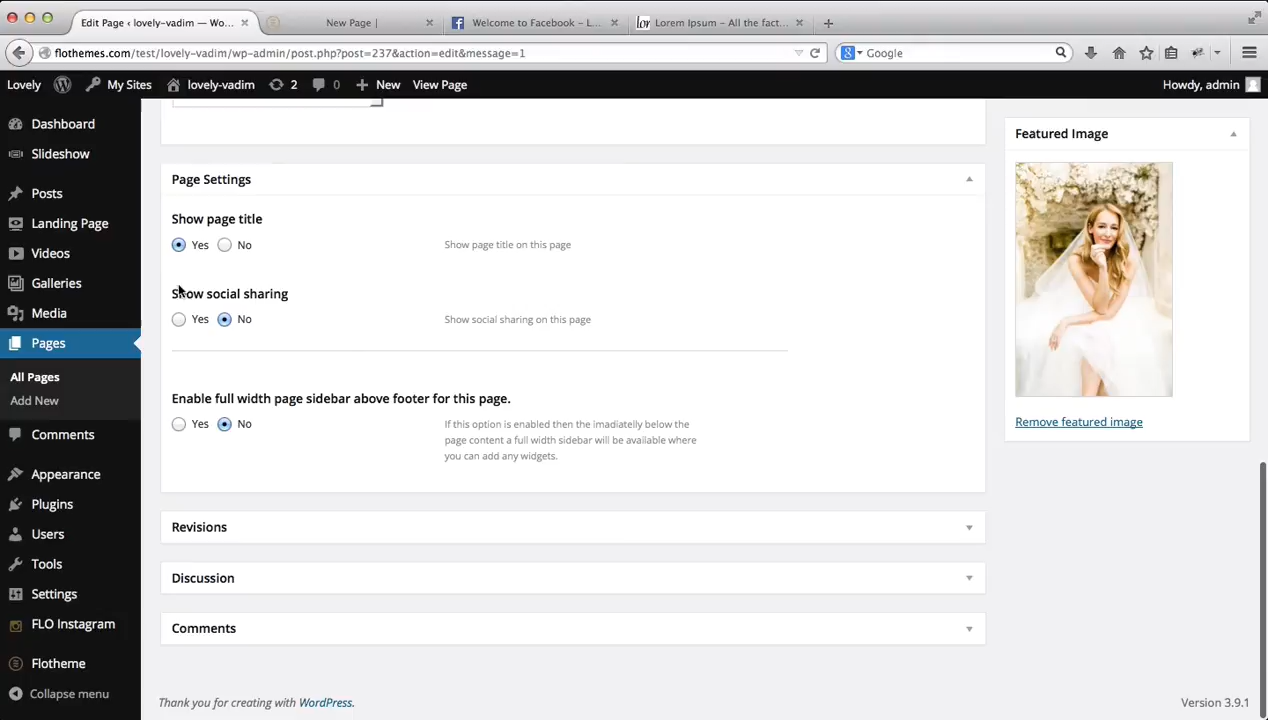 Edit Page ‹ lovely-vadim — Wo...
New Page |
Welcome to Facebook – L...
lor Lorem Ipsum – All the fact...
flothemes.com/test/lovely-vadim/wp-admin/post.php?post=237&action=edit&message=1
Google
Lovely
My Sites
lovely-vadim
2
0
New
View Page
Howdy, admin
Dashboard
Slideshow
Posts
Landing Page
Videos
Galleries
Media
Pages
All Pages
Add New
Comments
Appearance
Plugins
Users
Tools
Settings
FLO Instagram
Flotheme
Collapse menu
Page Settings
Show page title
Yes No
Show page title on this page
Show social sharing
Yes No
Show social sharing on this page
Enable full width page sidebar above footer for this page.
Yes No
If this option is enabled then the imadiatelly below the
page content a full width sidebar will be available where
you can add any widgets.
Revisions
Discussion
Comments
Featured Image
Remove featured image
Thank you for creating with WordPress.
Version 3.9.1